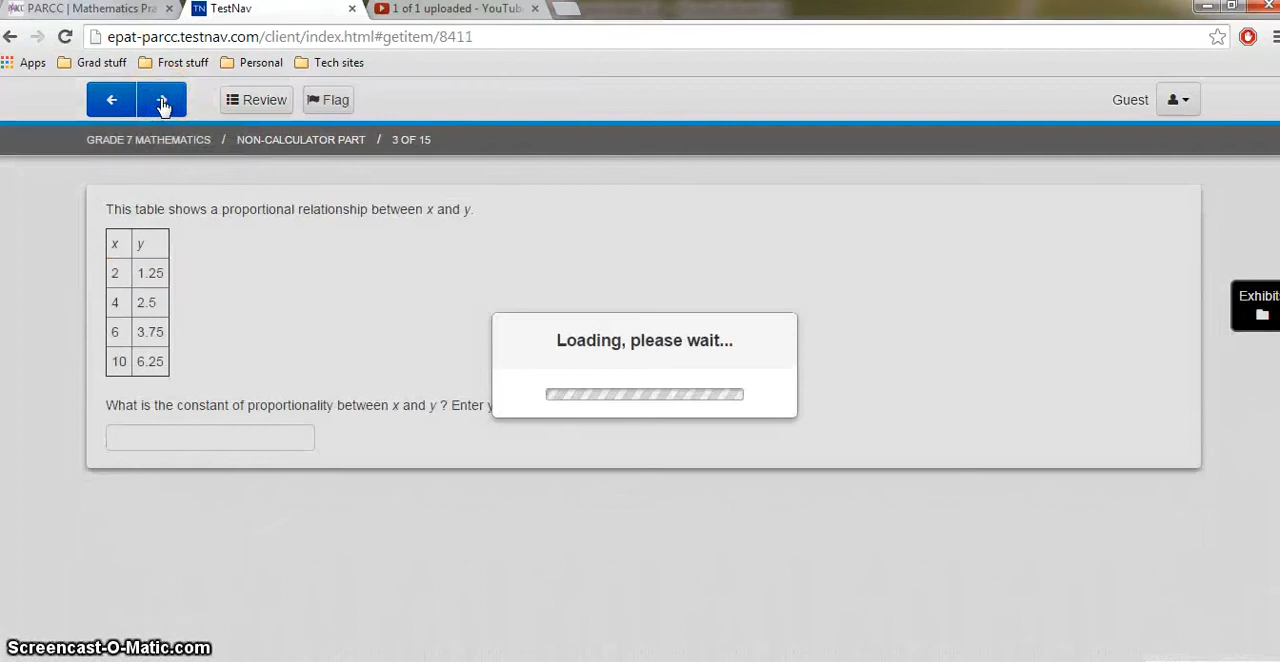 PARCC | Mathematics Pra
TestNav
1 of 1 uploaded - YouTub
epat-parcc.testnav.com/client/index.html#getitem/8411
Apps Grad stuff Frost stuff Personal Tech sites
Review Flag Guest
GRADE 7 MATHEMATICS / NON-CALCULATOR PART / 3 OF 15
This table shows a proportional relationship between x and y.
x y
2 1.25
4 2.5
6 3.75
10 6.25
Exhibit
Loading, please wait...
What is the constant of proportionality between x and y ? Enter y
Screencast-O-Matic.com